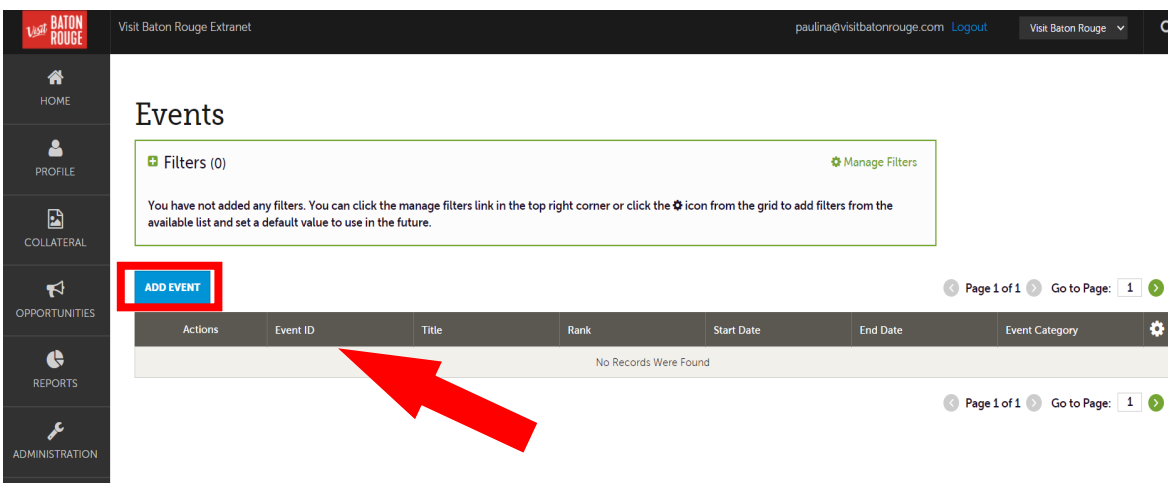 Visit BATON ROUGE
Visit Baton Rouge Extranet
paulina@visitbatonrouge.com Logout
Visit Baton Rouge
HOME
PROFILE
COLLATERAL
OPPORTUNITIES
REPORTS
ADMINISTRATION
Events
Filters (0)
Manage Filters
You have not added any filters. You can click the manage filters link in the top right corner or click the icon from the grid to add filters from the
available list and set a default value to use in the future.
ADD EVENT
Page 1 of 1 Go to Page: 1
Actions Event ID Title Rank Start Date End Date Event Category
No Records Were Found
Page 1 of 1 Go to Page: 1